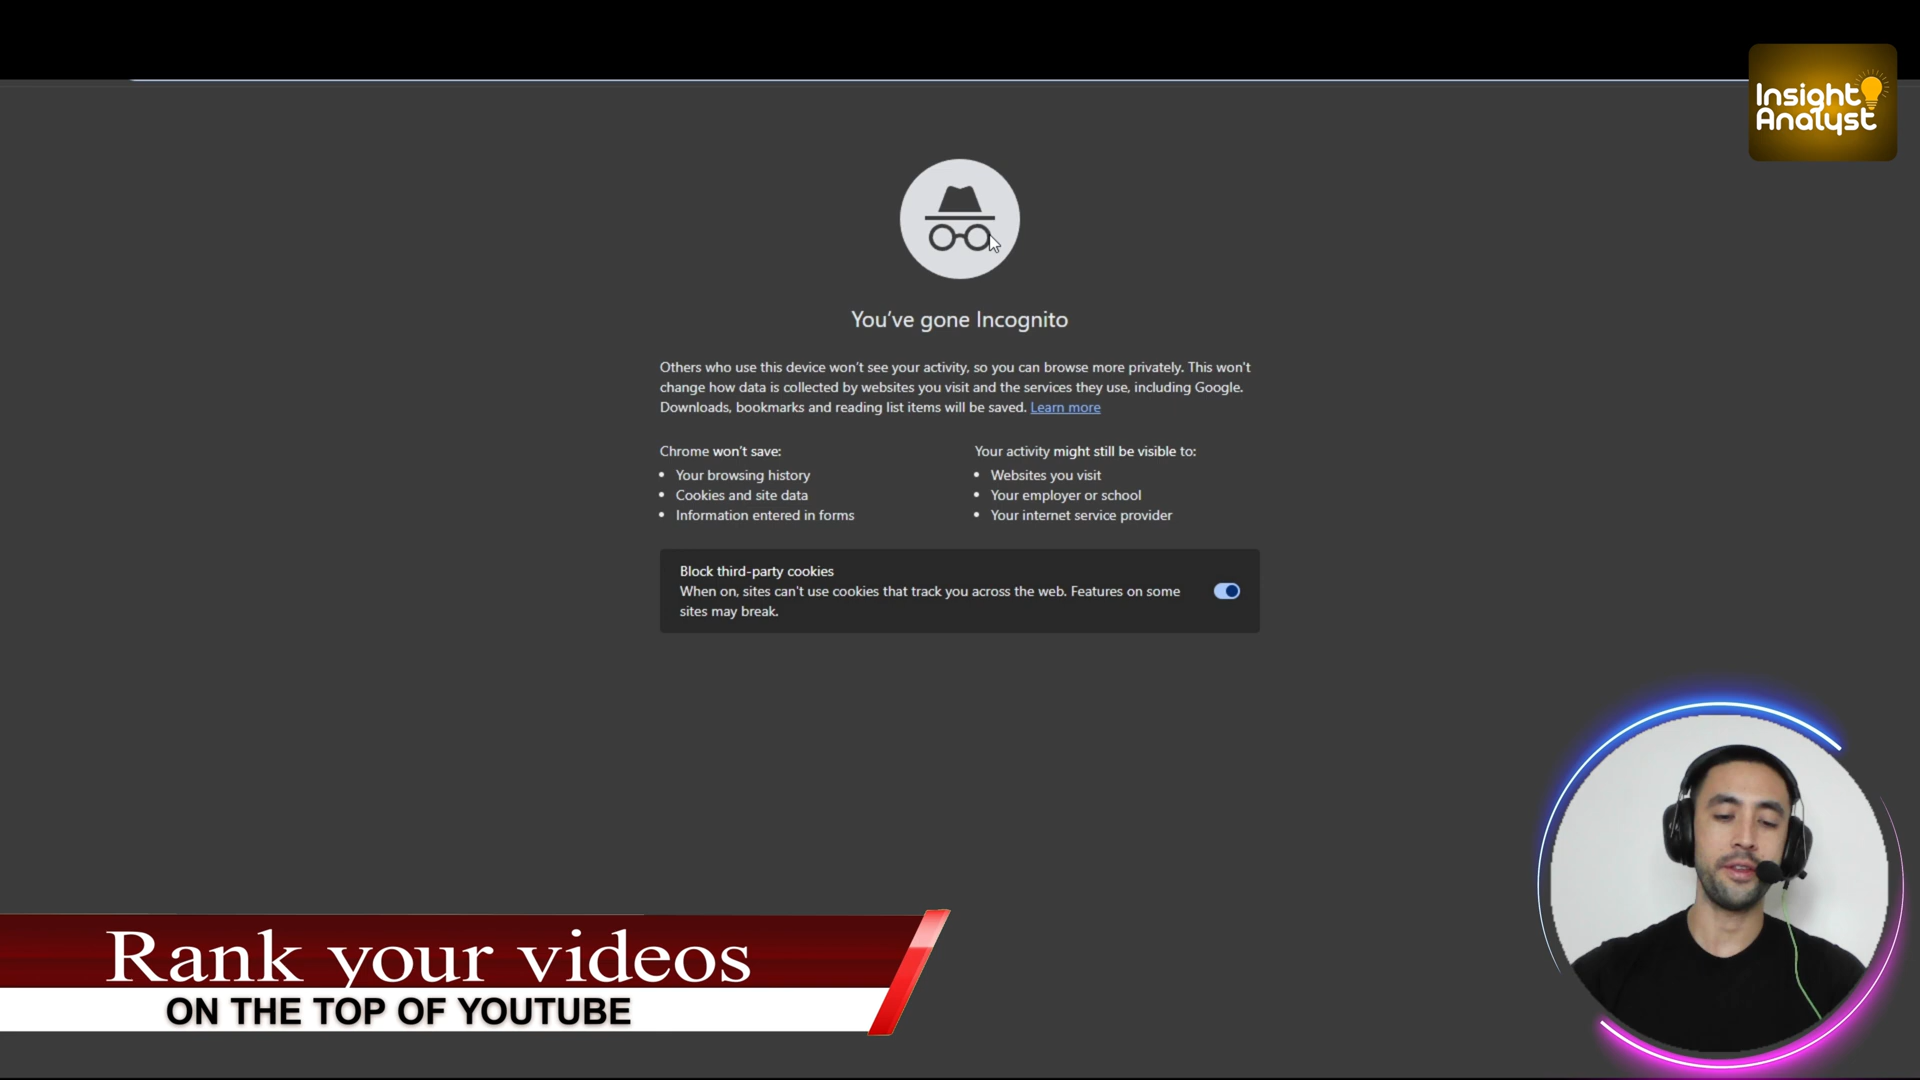 Insight
Analyst
You've gone Incognito
Others who use this device won't see your activity, so you can browse more privately. This won't
change how data is collected by websites you visit and the services they use, including Google.
Downloads, bookmarks and reading list items will be saved. Learn more
Chrome won't save:
• Your browsing history
• Cookies and site data
• Information entered in forms
Your activity might still be visible to:
• Websites you visit
• Your employer or school
• Your internet service provider
Block third-party cookies
When on, sites can't use cookies that track you across the web. Features on some
sites may break.
Rank your videos
ON THE TOP OF YOUTUBE